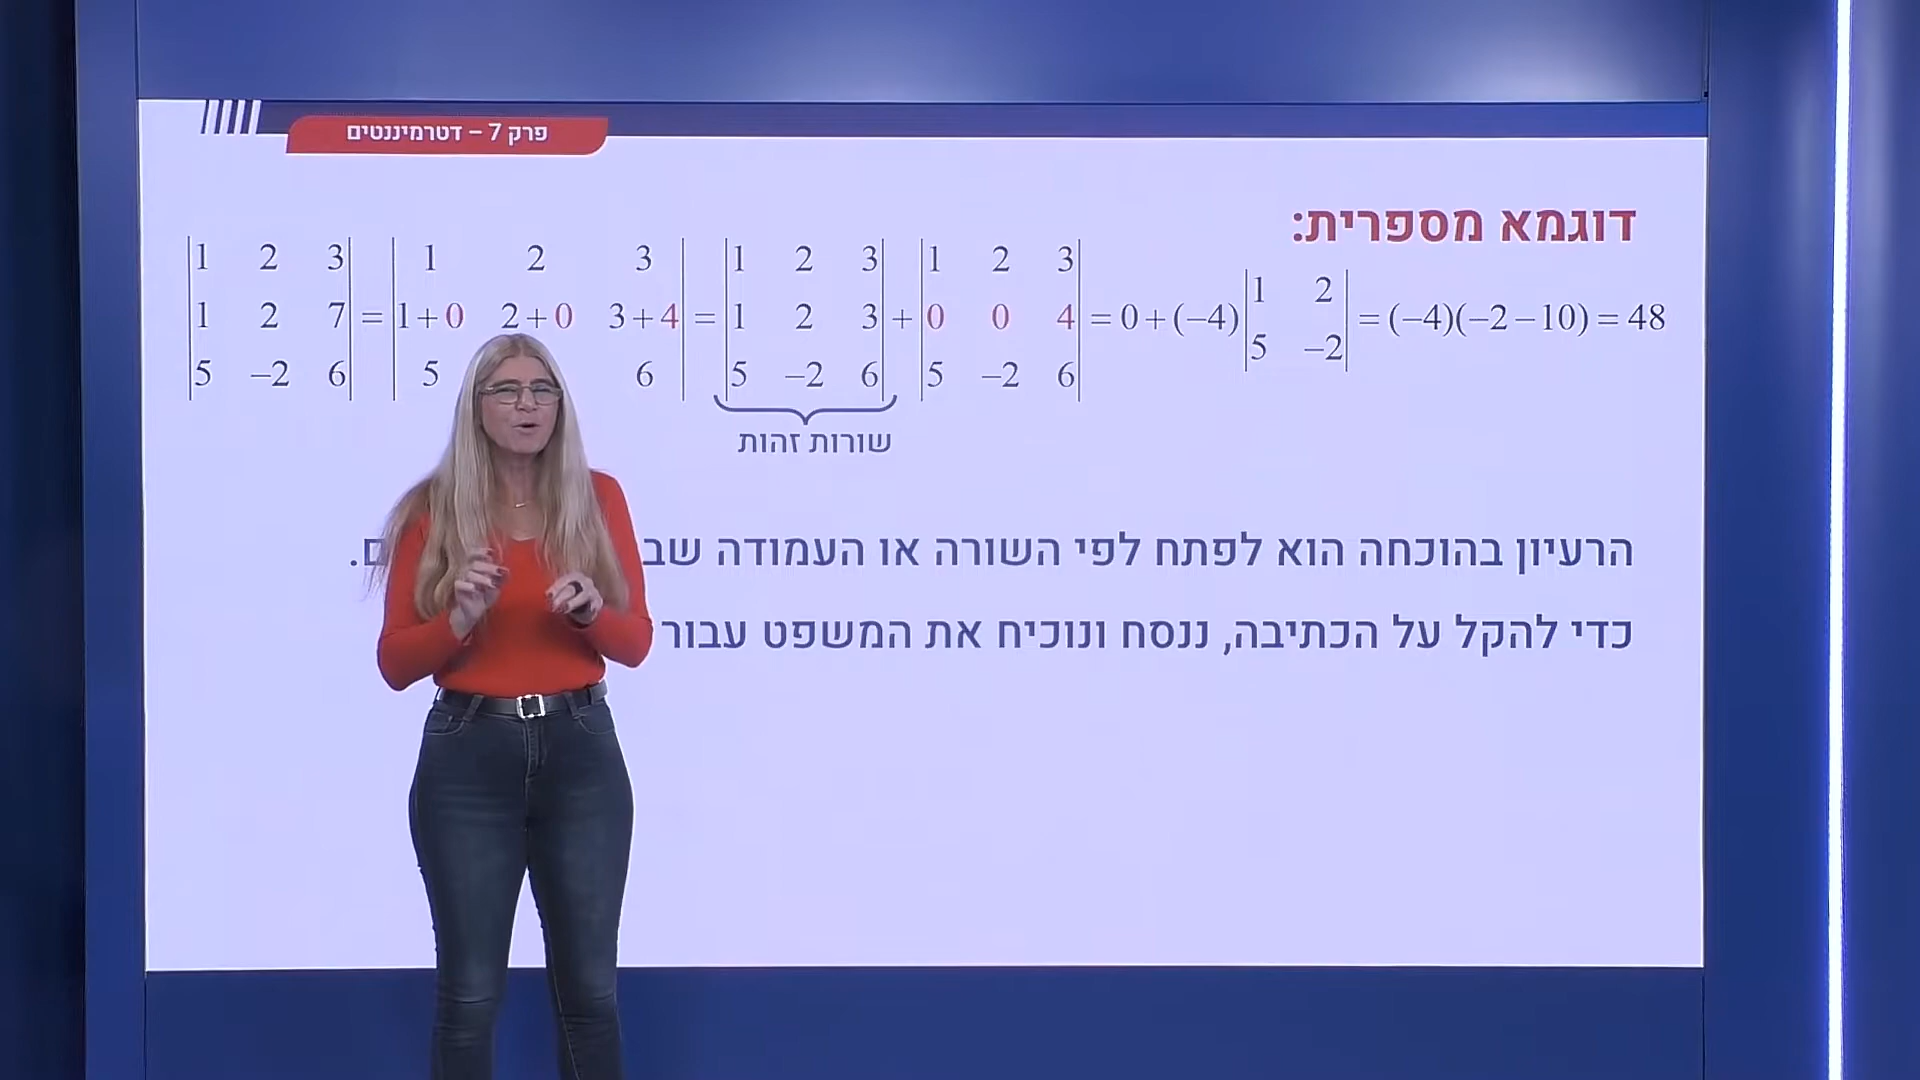 פרק 7 – דטרמיננטים
דוגמא מספרית:
|1 2 3; 1 2 7; 5 −2 6| = |1 2 3; 1+0 2+0 3+4; 5 6| = |1 2 3; 1 2 3; 5 −2 6| + |1 2 3; 0 0 4; 5 −2 6| = 0+(−4)|1 2; 5 −2| = (−4)(−2−10) = 48
שורות זהות
הרעיון בהוכחה הוא לפתח לפי השורה או העמודה
כדי להקל על הכתיבה, ננסח ונוכיח את המשפט עבור